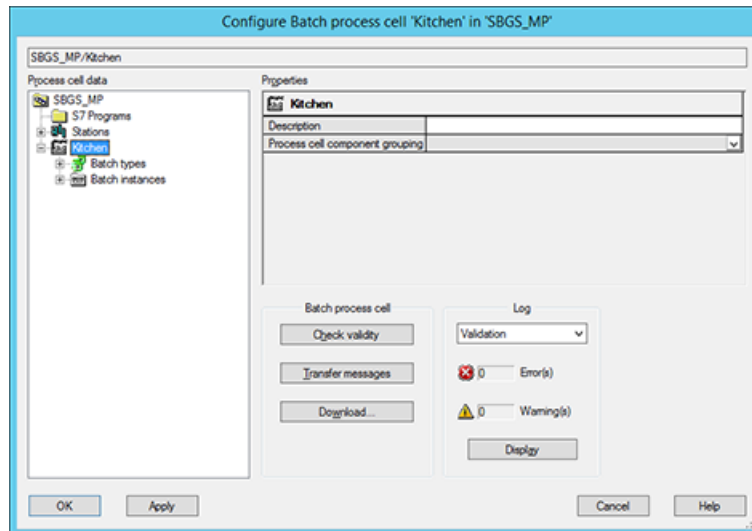 Configure Batch process cell 'Kitchen' in 'SBGS_MP'
SBGS_MP/Kitchen
Process cell data
SBGS_MP
S7 Programs
Stations
Kitchen
Batch types
Batch instances
Properties
Kitchen
Description
Process cell component grouping
Batch process cell
Check validity
Transfer messages
Download...
Log
Validation
0 Error(s)
0 Warning(s)
Display
OK
Apply
Cancel
Help